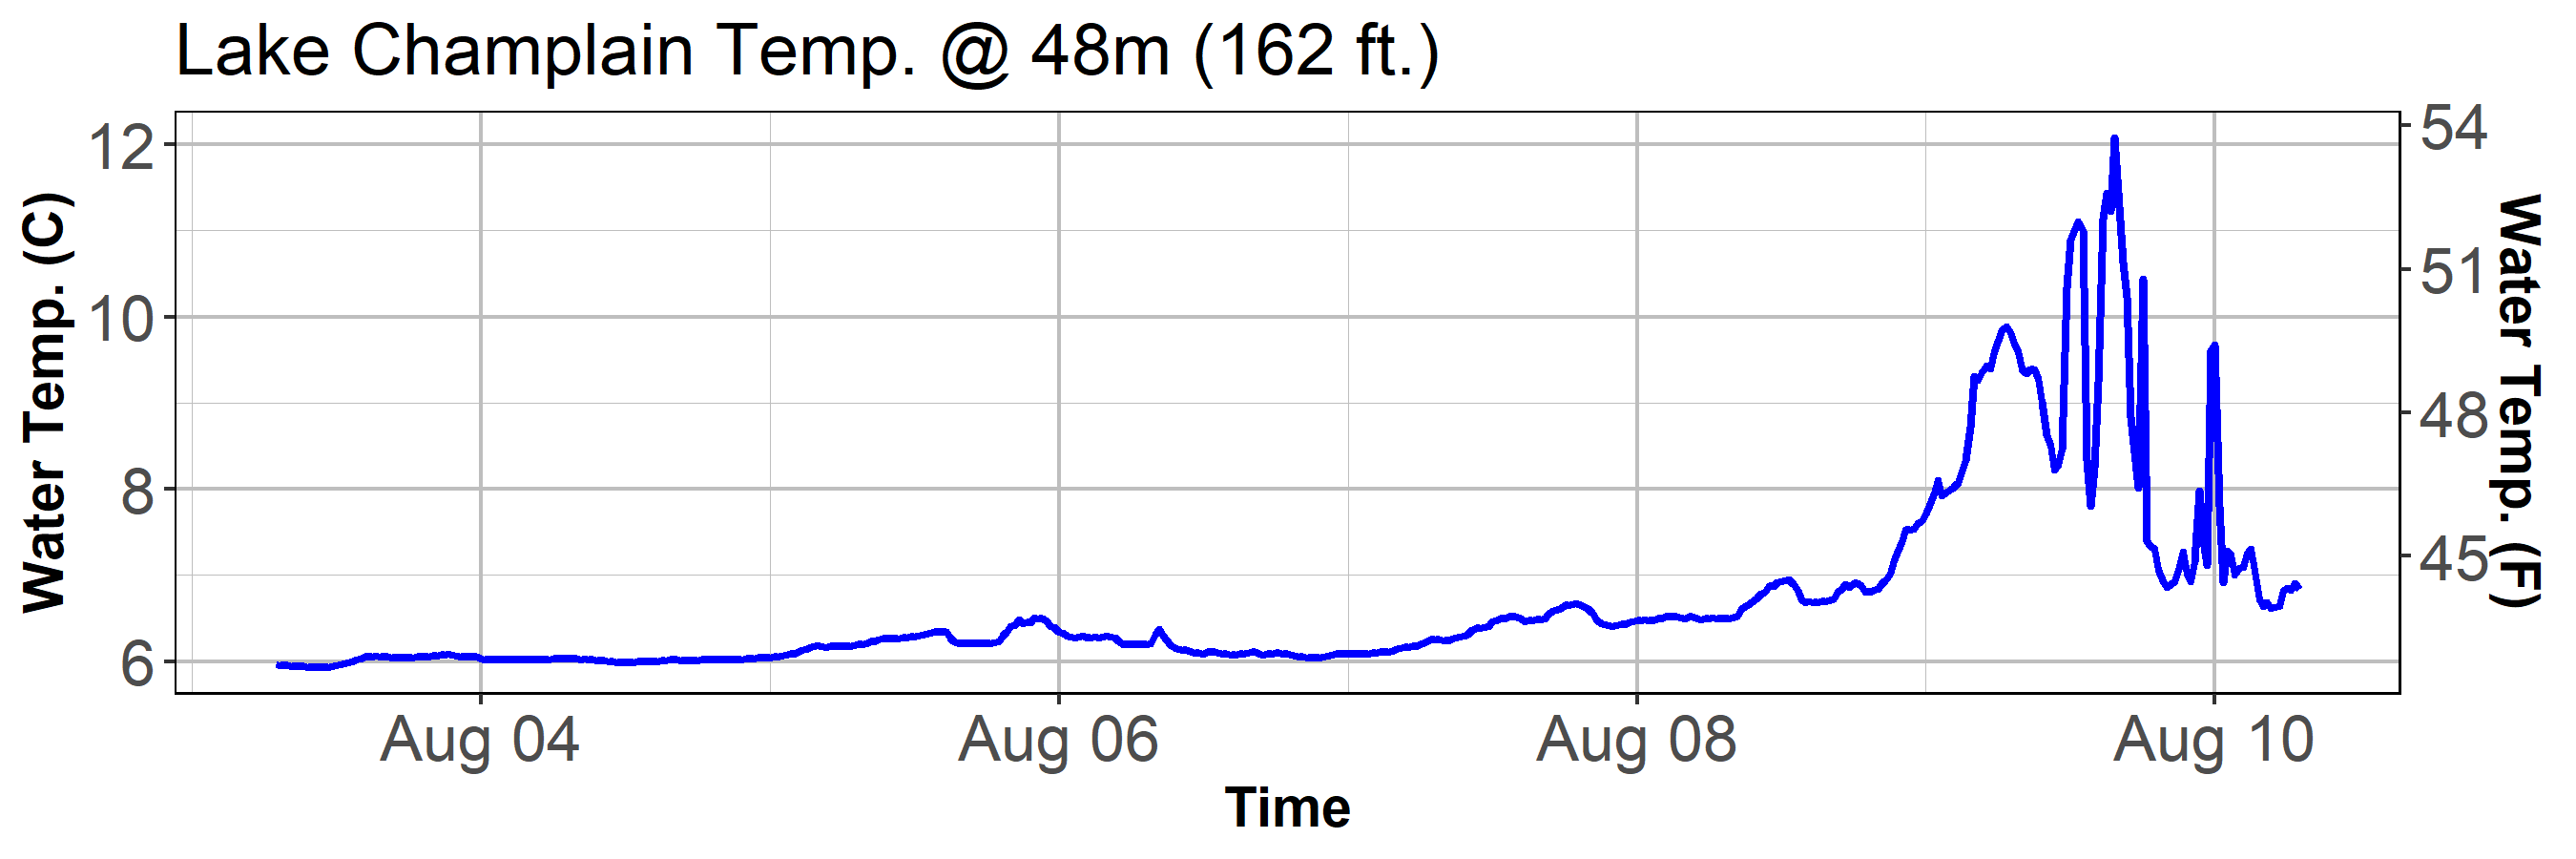 Lake Champlain Temp. @ 48m (162 ft.)
Water Temp. (C)
12
10
8
6
54
51
48
45
Water Temp. (F)
Aug 04
Aug 06
Aug 08
Aug 10
Time